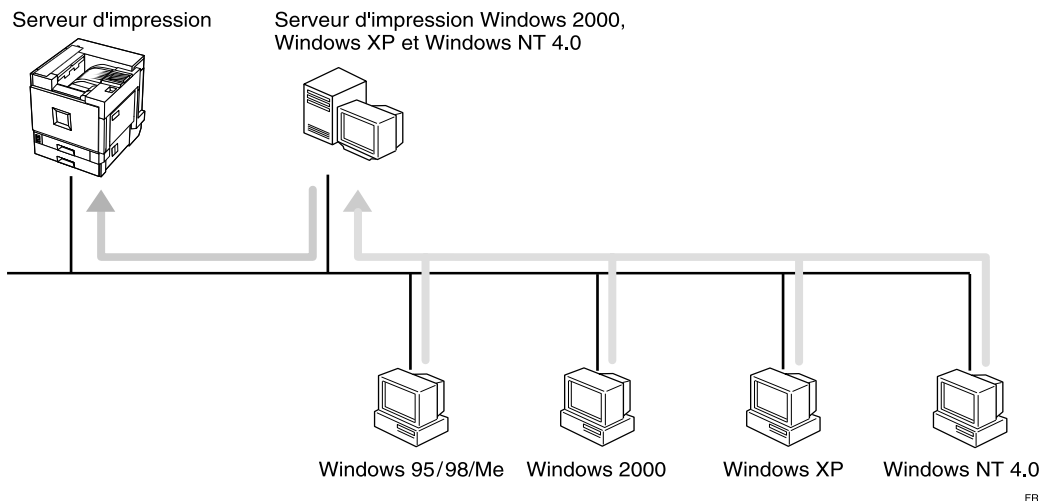 Serveur d'impression
Serveur d'impression Windows 2000,
Windows XP et Windows NT 4.0
Windows 95/98/Me
Windows 2000
Windows XP
Windows NT 4.0
FR